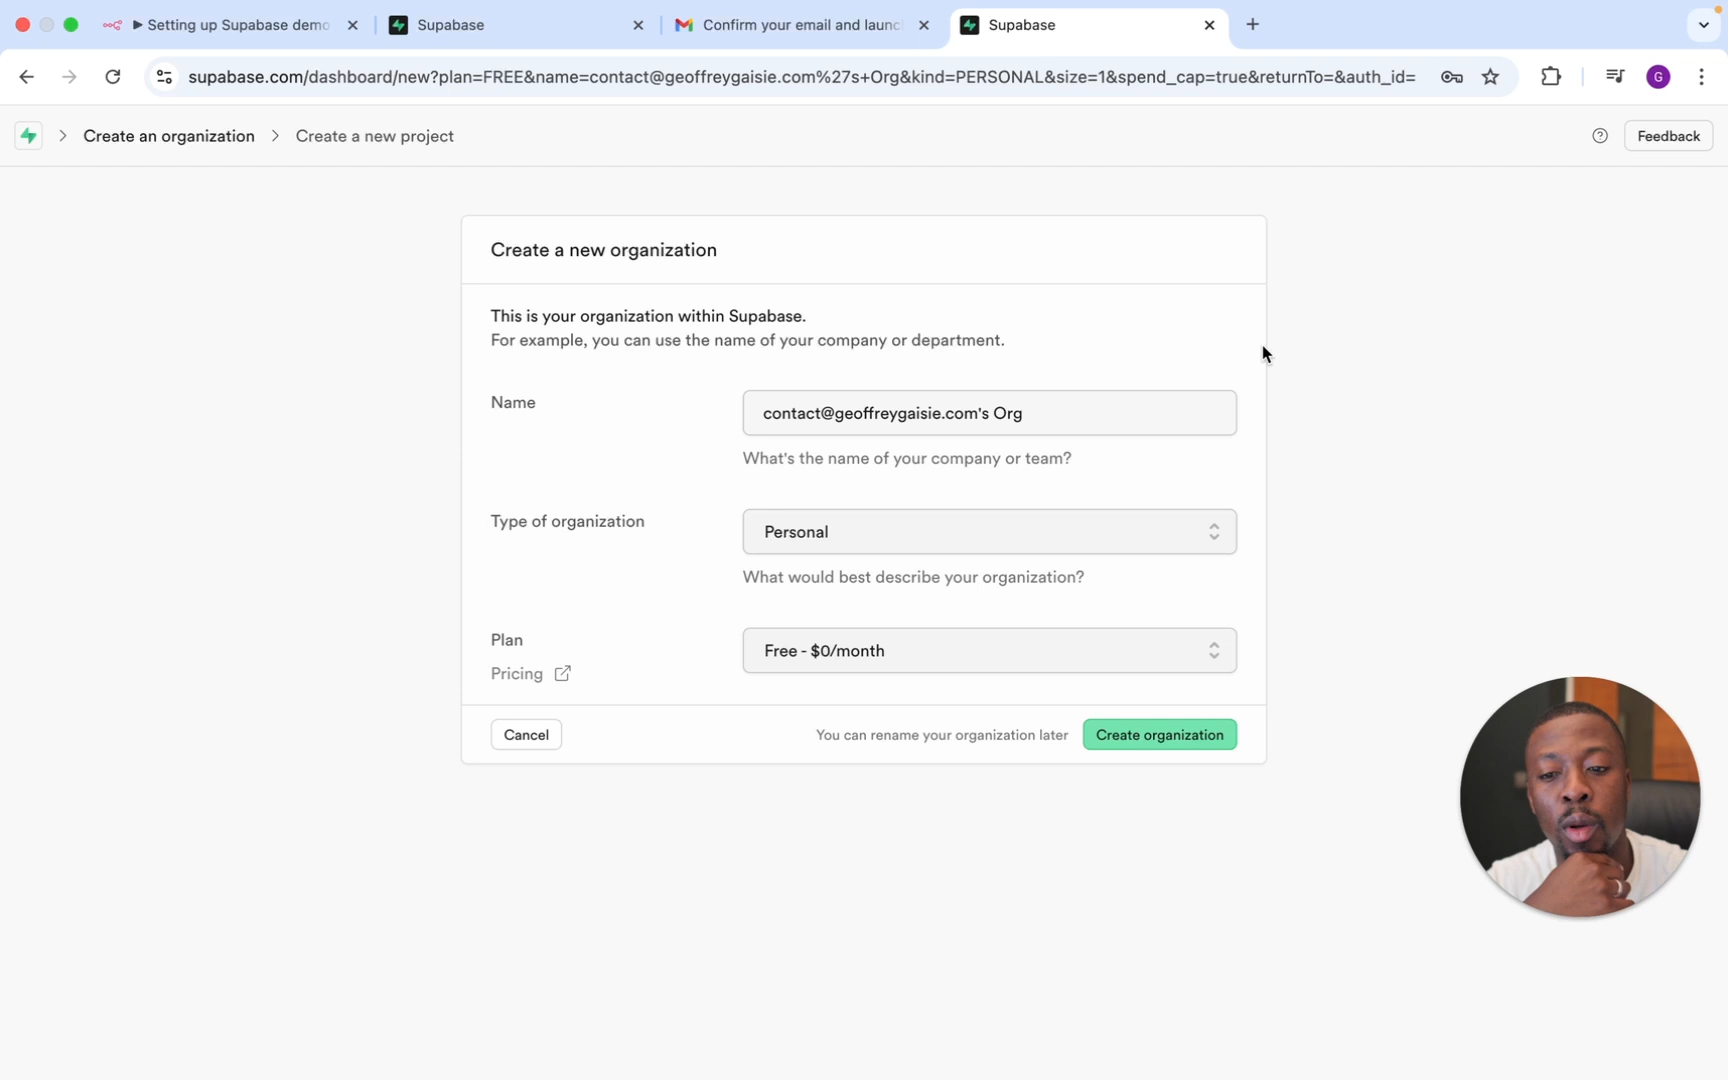 ▶ Setting up Supabase demo
Supabase
Confirm your email and launc
Supabase
supabase.com/dashboard/new?plan=FREE&name=contact@geoffreygaisie.com%27s+Org&kind=PERSONAL&size=1&spend_cap=true&returnTo=&auth_id=
G
Create an organization
Create a new project
Feedback
Create a new organization
This is your organization within Supabase.
For example, you can use the name of your company or department.
Name
contact@geoffreygaisie.com's Org
What's the name of your company or team?
Type of organization
Personal
What would best describe your organization?
Plan
Free - $0/month
Pricing
Cancel
You can rename your organization later
Create organization